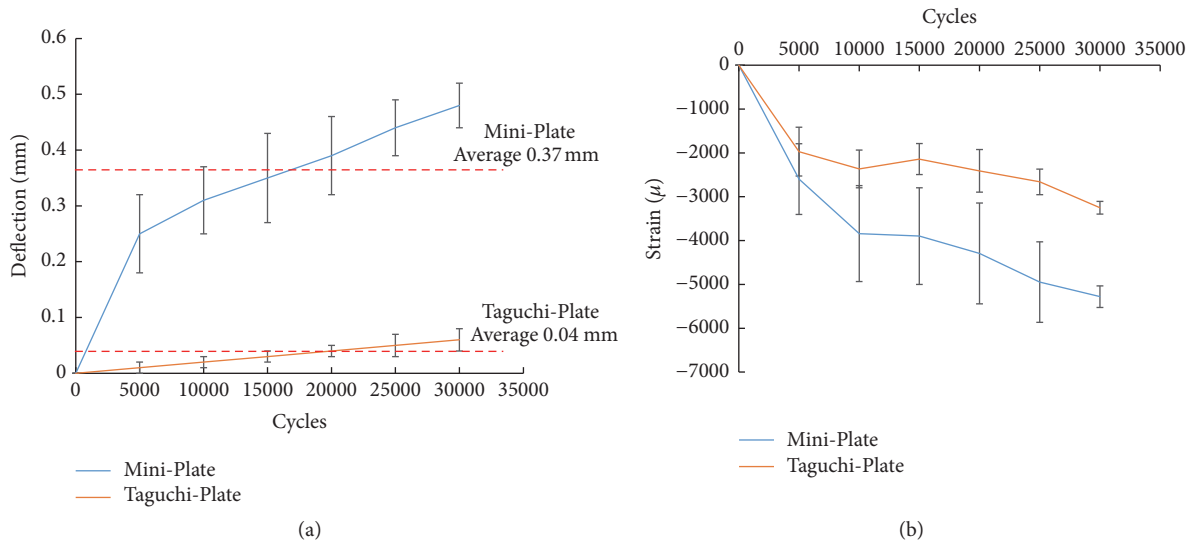 0.6
0.5
0.4
0.3
0.2
0.1
0
Deflection (mm)
Mini-Plate
Average 0.37 mm
Taguchi-Plate
Average 0.04 mm
0 5000 10000 15000 20000 25000 30000 35000
Cycles
Mini-Plate
Taguchi-Plate
(a)
Cycles
0 5000 10000 15000 20000 25000 30000 35000
0
−1000
−2000
−3000
−4000
−5000
−6000
−7000
Strain (μ)
Mini-Plate
Taguchi-Plate
(b)